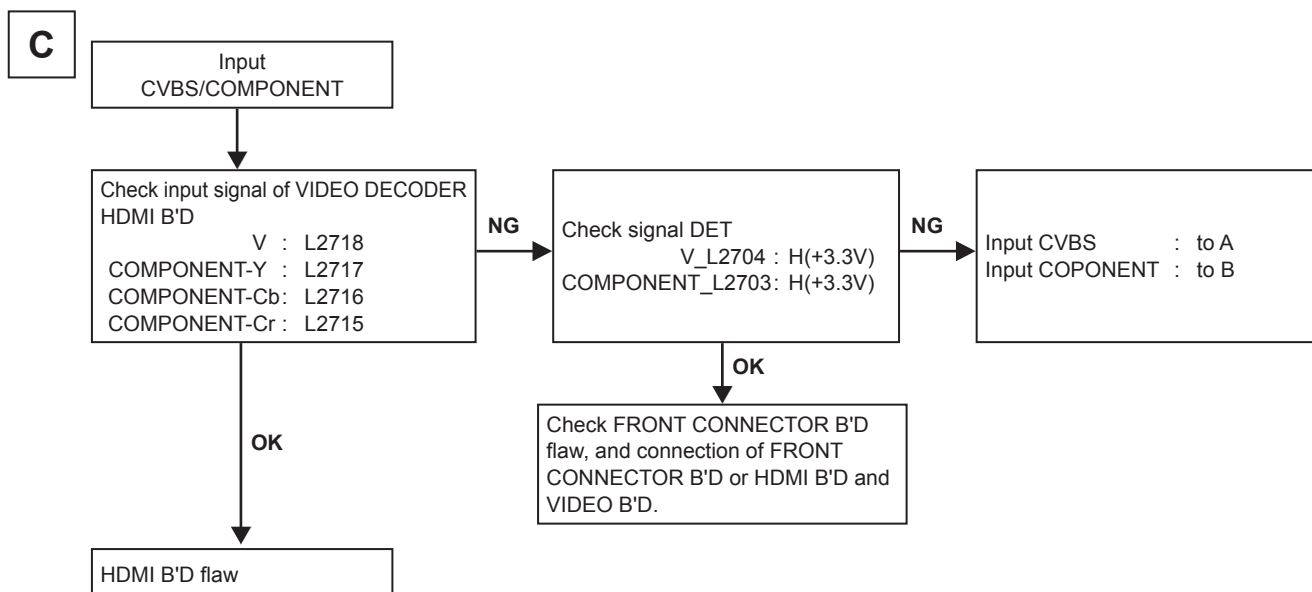 C
Input
CVBS/COMPONENT
Check input signal of VIDEO DECODER
HDMI B'D
V : L2718
COMPONENT-Y : L2717
COMPONENT-Cb: L2716
COMPONENT-Cr : L2715
NG
Check signal DET
V_L2704 : H(+3.3V)
COMPONENT_L2703: H(+3.3V)
NG
Input CVBS : to A
Input COPONENT : to B
OK
Check FRONT CONNECTOR B'D
flaw, and connection of FRONT
CONNECTOR B'D or HDMI B'D and
VIDEO B'D.
OK
HDMI B'D flaw